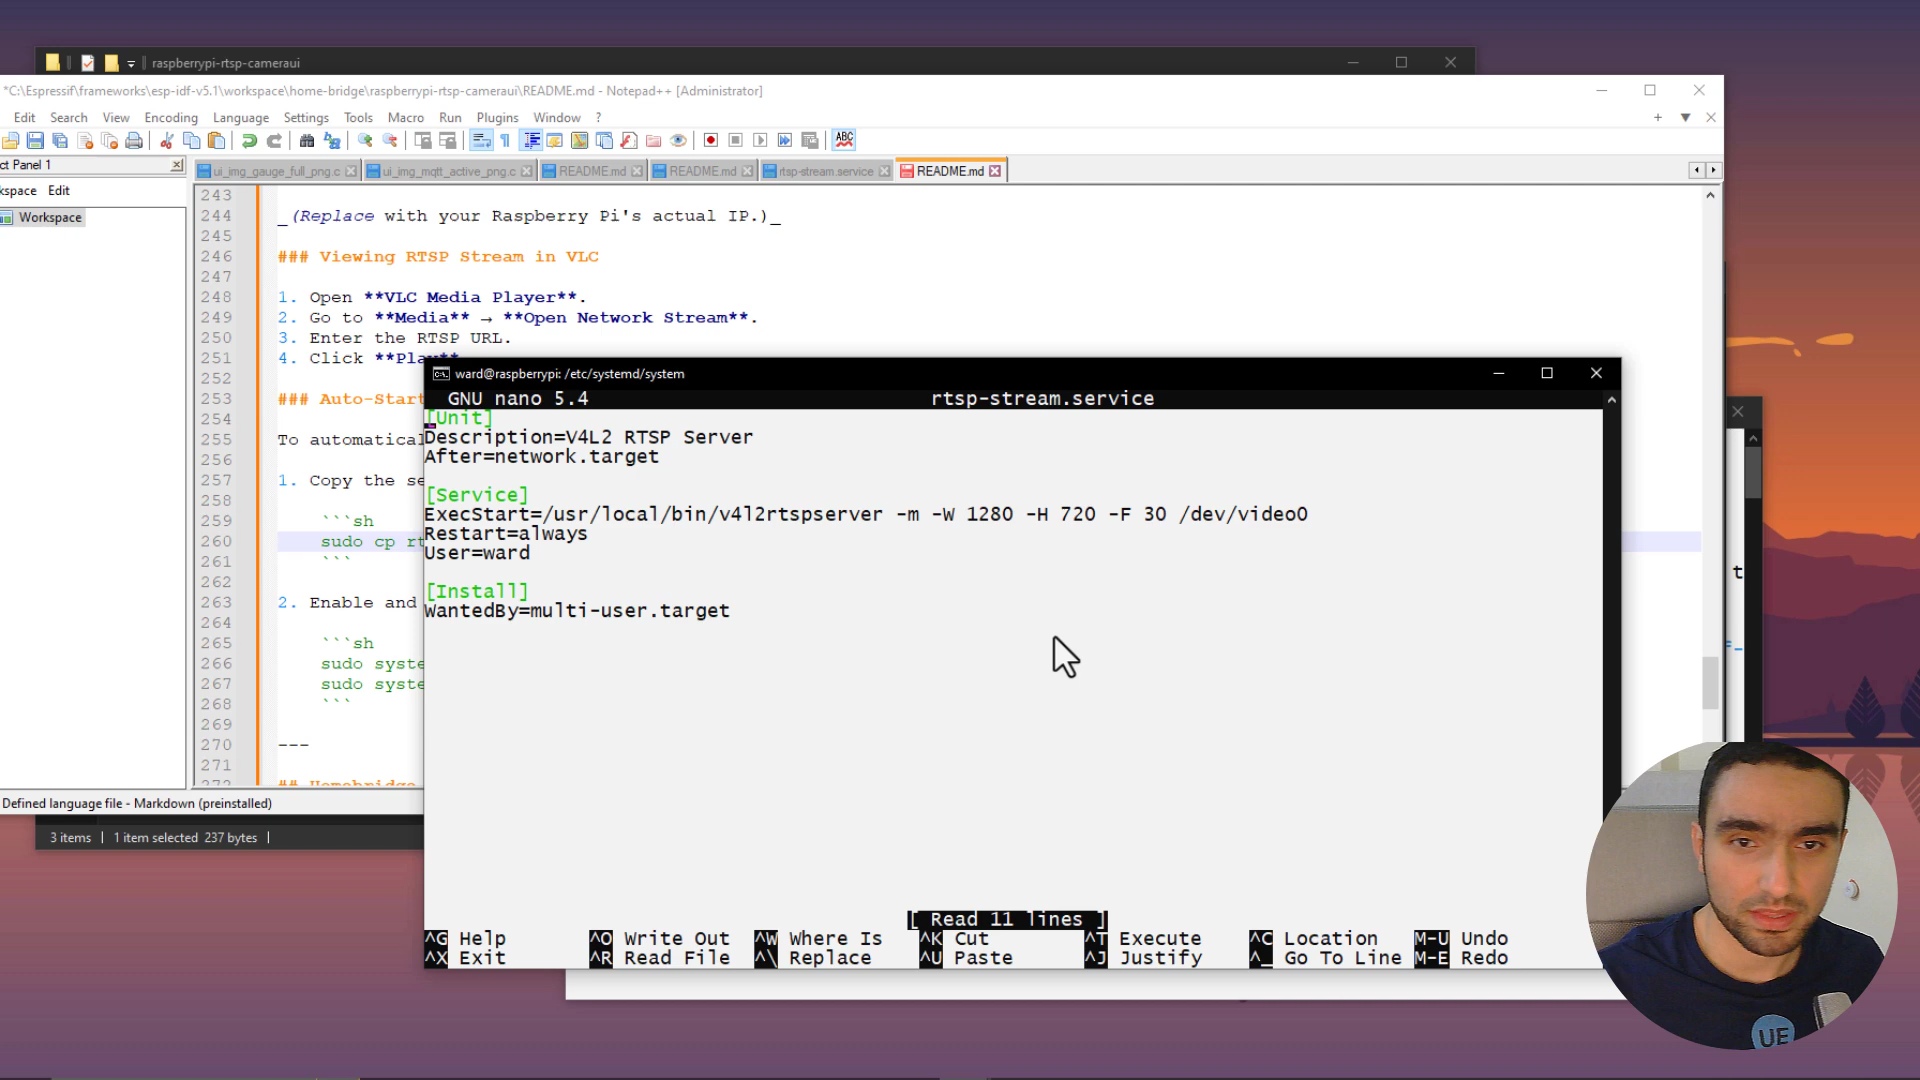 raspberrypi-rtsp-cameraui
*C:\Espressif\frameworks\esp-idf-v5.1\workspace\home-bridge\raspberrypi-rtsp-cameraui\README.md - Notepad++ [Administrator]
Edit Search View Encoding Language Settings Tools Macro Run Plugins Window ?
ct Panel 1
ui_img_gauge_full_png.c ui_img_mqtt_active_png.c README.md README.md rtsp-stream.service README.md
kspace Edit
Workspace
243
244 _(Replace with your Raspberry Pi's actual IP.)_
245
246 ### Viewing RTSP Stream in VLC
247
248 1. Open **VLC Media Player**.
249 2. Go to **Media** → **Open Network Stream**.
250 3. Enter the RTSP URL.
251 4. Click **Play**
252
253 ### Auto-Start
254
255 To automatical
256
257 1. Copy the se
258
259 ```sh
260 sudo cp rt
261 ```
262
263 2. Enable and
264
265 ```sh
266 sudo syste
267 sudo syste
268 ```
269
270 ---
271
272 ## Homebridge
Defined language file - Markdown (preinstalled)
3 items 1 item selected 237 bytes
ward@raspberrypi: /etc/systemd/system
GNU nano 5.4 rtsp-stream.service
[Unit]
Description=V4L2 RTSP Server
After=network.target
[Service]
ExecStart=/usr/local/bin/v4l2rtspserver -m -W 1280 -H 720 -F 30 /dev/video0
Restart=always
User=ward
[Install]
WantedBy=multi-user.target
[ Read 11 lines ]
^G Help ^O Write Out ^W Where Is ^K Cut ^T Execute ^C Location M-U Undo
^X Exit ^R Read File ^\ Replace ^U Paste ^J Justify ^_ Go To Line M-E Redo
t
F_
UE